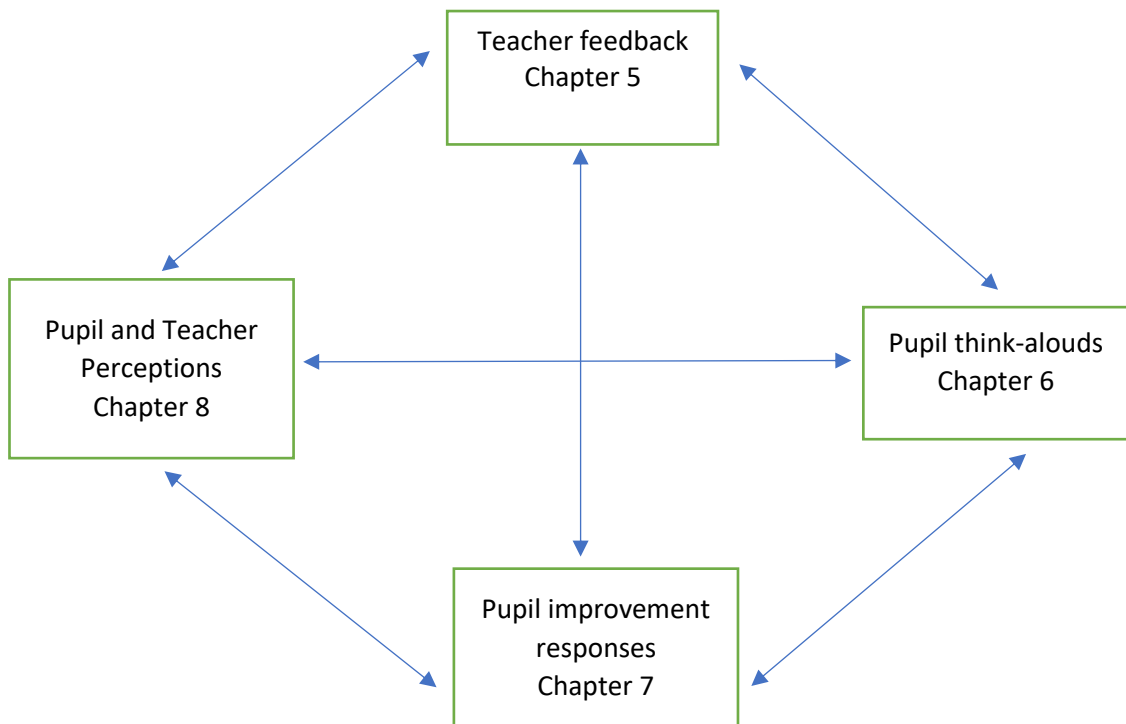 Teacher feedback
Chapter 5
Pupil and Teacher
Perceptions
Chapter 8
Pupil think-alouds
Chapter 6
Pupil improvement
responses
Chapter 7